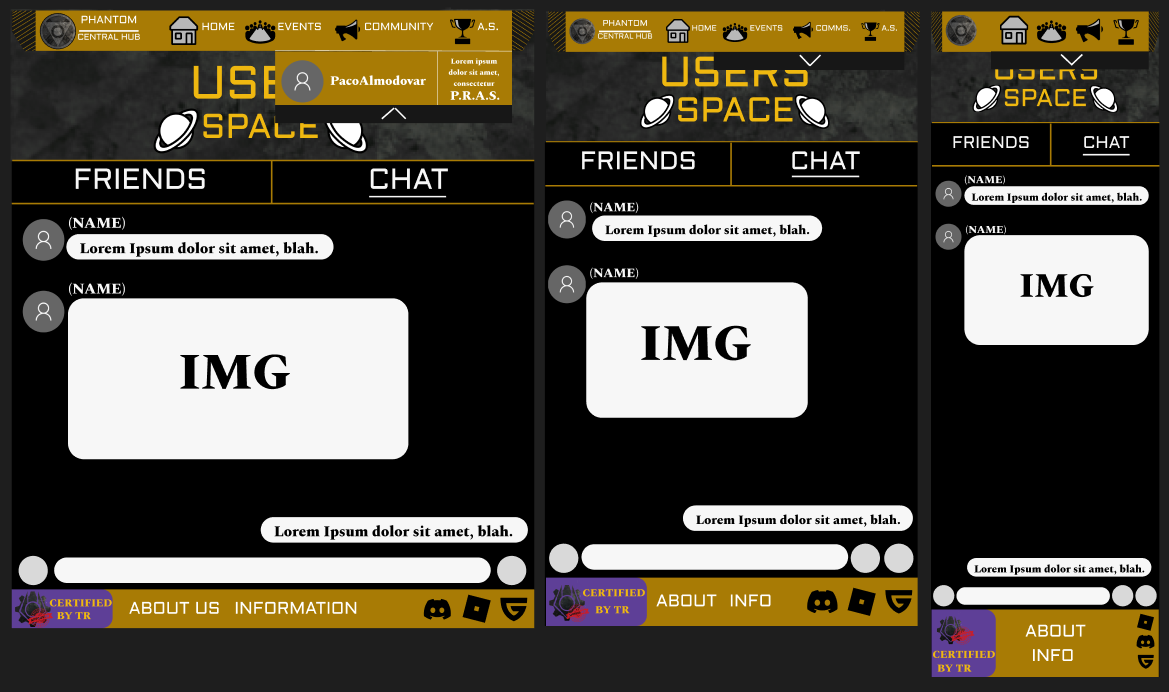 PHANTOM
CENTRAL HUB
HOME
EVENTS
COMMUNITY
A.S.
PacoAlmodovar
Lorem ipsum
dolor sit amet,
consectetur
P.R.A.S.
USE
SPACE
FRIENDS
CHAT
(NAME)
Lorem Ipsum dolor sit amet, blah.
(NAME)
IMG
Lorem Ipsum dolor sit amet, blah.
CERTIFIED
BY TR
ABOUT US
INFORMATION
PHANTOM
CENTRAL HUB
HOME
EVENTS
COMMS.
A.S.
USERS
SPACE
FRIENDS
CHAT
(NAME)
Lorem Ipsum dolor sit amet, blah.
(NAME)
IMG
Lorem Ipsum dolor sit amet, blah.
CERTIFIED
BY TR
ABOUT
INFO
USERS
SPACE
FRIENDS
CHAT
(NAME)
Lorem Ipsum dolor sit amet, blah.
(NAME)
IMG
Lorem Ipsum dolor sit amet, blah.
CERTIFIED
BY TR
ABOUT
INFO